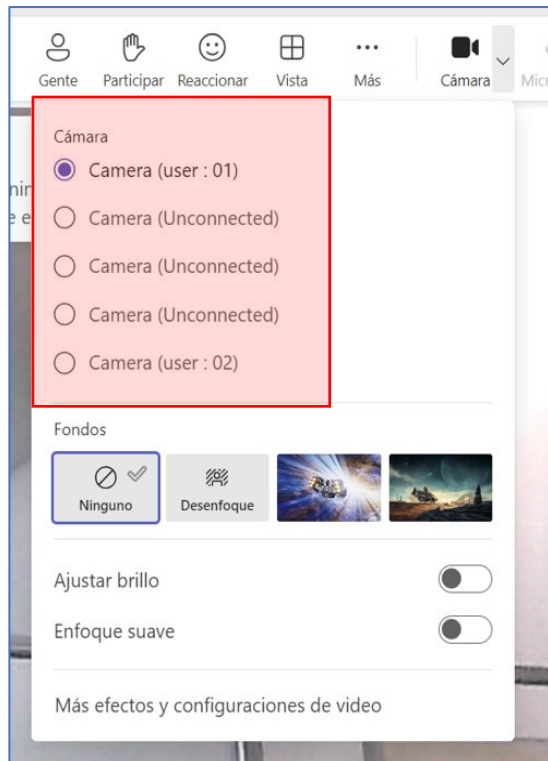 Gente Participar Reaccionar Vista Más Cámara
Cámara
Camera (user : 01)
Camera (Unconnected)
Camera (Unconnected)
Camera (Unconnected)
Camera (user : 02)
Fondos
Ninguno Desenfoque
Ajustar brillo
Enfoque suave
Más efectos y configuraciones de video